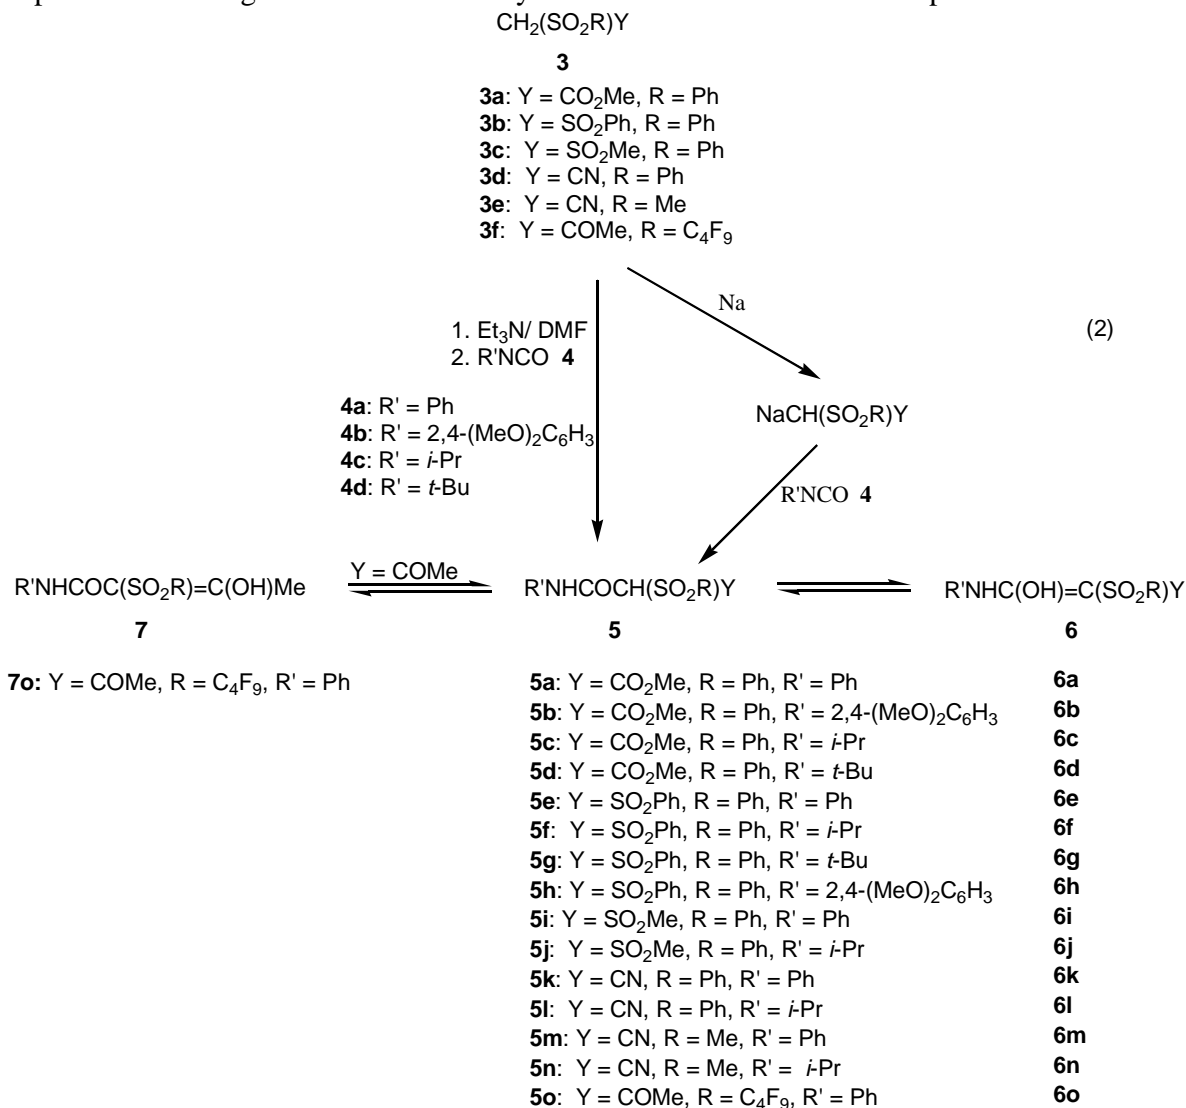 CH2(SO2R)Y
3
3a: Y = CO2Me, R = Ph
3b: Y = SO2Ph, R = Ph
3c: Y = SO2Me, R = Ph
3d: Y = CN, R = Ph
3e: Y = CN, R = Me
3f: Y = COMe, R = C4F9
Na
1. Et3N/ DMF
2. R'NCO 4
(2)
4a: R' = Ph
4b: R' = 2,4-(MeO)2C6H3
4c: R' = i-Pr
4d: R' = t-Bu
NaCH(SO2R)Y
R'NCO 4
R'NHCOC(SO2R)=C(OH)Me
Y = COMe
R'NHCOCH(SO2R)Y
R'NHC(OH)=C(SO2R)Y
7
5
6
7o: Y = COMe, R = C4F9, R' = Ph
5a: Y = CO2Me, R = Ph, R' = Ph
6a
5b: Y = CO2Me, R = Ph, R' = 2,4-(MeO)2C6H3
6b
5c: Y = CO2Me, R = Ph, R' = i-Pr
6c
5d: Y = CO2Me, R = Ph, R' = t-Bu
6d
5e: Y = SO2Ph, R = Ph, R' = Ph
6e
5f: Y = SO2Ph, R = Ph, R' = i-Pr
6f
5g: Y = SO2Ph, R = Ph, R' = t-Bu
6g
5h: Y = SO2Ph, R = Ph, R' = 2,4-(MeO)2C6H3
6h
5i: Y = SO2Me, R = Ph, R' = Ph
6i
5j: Y = SO2Me, R = Ph, R' = i-Pr
6j
5k: Y = CN, R = Ph, R' = Ph
6k
5l: Y = CN, R = Ph, R' = i-Pr
6l
5m: Y = CN, R = Me, R' = Ph
6m
5n: Y = CN, R = Me, R' = i-Pr
6n
5o: Y = COMe, R = C4F9, R' = Ph
6o